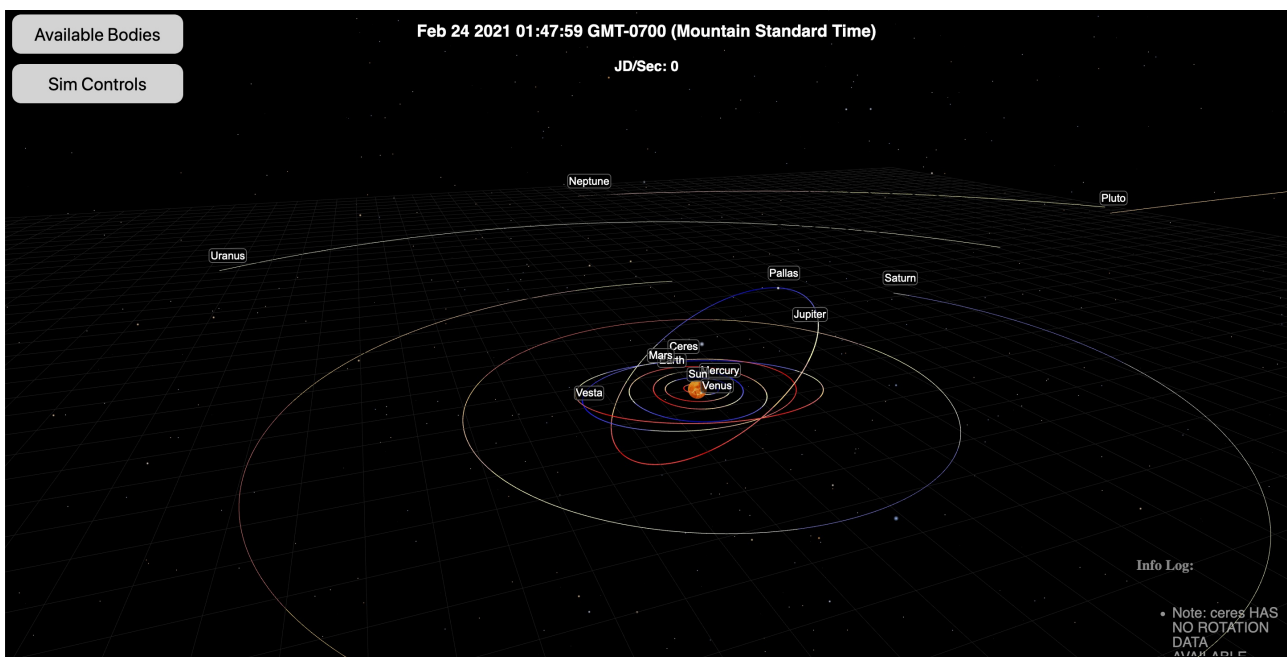 Available Bodies
Feb 24 2021 01:47:59 GMT-0700 (Mountain Standard Time)
JD/Sec: 0
Sim Controls
Neptune
Pluto
Uranus
Pallas
Saturn
Jupiter
Ceres
Mars
Sun
Mercury
Venus
Vesta
Info Log:
• Note: ceres HAS
NO ROTATION
DATA
AVAILABLE